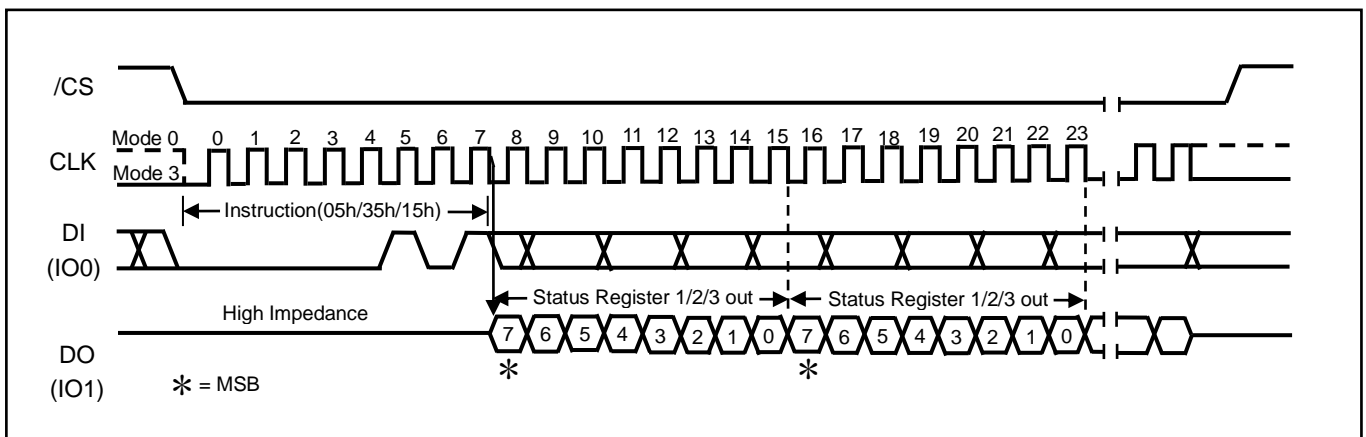 /CS
Mode 0 0 1 2 3 4 5 6 7 8 9 10 11 12 13 14 15 16 17 18 19 20 21 22 23
CLK
Mode 3
Instruction(05h/35h/15h)
DI
(IO0)
Status Register 1/2/3 out Status Register 1/2/3 out
High Impedance
7 6 5 4 3 2 1 0 7 6 5 4 3 2 1 0
DO
(IO1)
* *
* = MSB